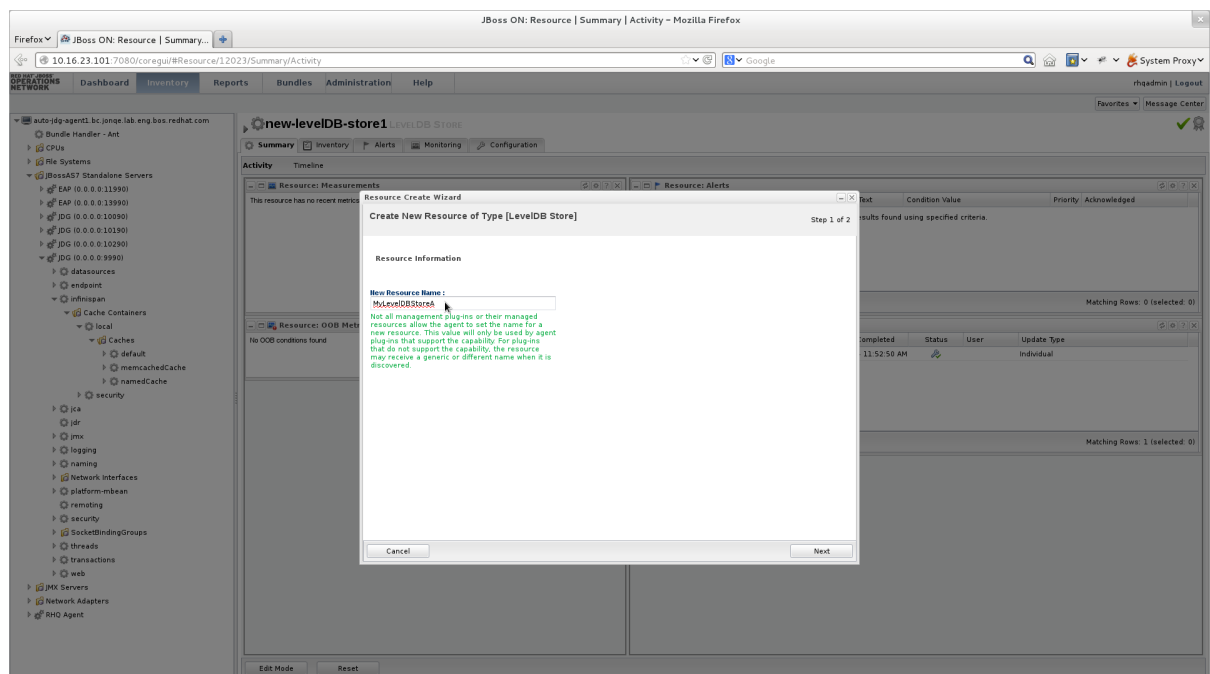 JBoss ON: Resource | Summary | Activity - Mozilla Firefox
Firefox
JBoss ON: Resource | Summary...
10.16.23.101:7080/coregui/#Resource/12023/Summary/Activity
Google
System Proxy
RED HAT JBOSS
OPERATIONS
NETWORK
Dashboard Inventory Reports Bundles Administration Help
rhqadmin | Logout
Favorites Message Center
auto-jdg-agent1.bc.jonqe.lab.eng.bos.redhat.com
Bundle Handler - Ant
CPUs
File Systems
JBossAS7 Standalone Servers
EAP (0.0.0.0:11990)
EAP (0.0.0.0:13990)
JDG (0.0.0.0:10090)
JDG (0.0.0.0:10190)
JDG (0.0.0.0:10290)
JDG (0.0.0.0:9990)
datasources
endpoint
infinispan
Cache Containers
local
Caches
default
memcachedCache
namedCache
security
jca
jdr
jmx
logging
naming
Network Interfaces
platform-mbean
remoting
security
SocketBindingGroups
threads
transactions
web
JMX Servers
Network Adapters
RHQ Agent
new-levelDB-store1 LEVELDB STORE
Summary Inventory Alerts Monitoring Configuration
Activity Timeline
Resource: Measurements
This resource has no recent metrics
Resource: OOB Metr
No OOB conditions found
Resource: Alerts
Text Condition Value Priority Acknowledged
esults found using specified criteria.
Matching Rows: 0 (selected: 0)
ompleted Status User Update Type
11:52:50 AM Individual
Matching Rows: 1 (selected: 0)
Edit Mode Reset
Resource Create Wizard
Create New Resource of Type [LevelDB Store]
Step 1 of 2
Resource Information
New Resource Name :
MyLevelDBStoreA
Not all management plug-ins or their managed
resources allow the agent to set the name for a
new resource. This value will only be used by agent
plug-ins that support the capability. For plug-ins
that do not support the capability, the resource
may receive a generic or different name when it is
discovered.
Cancel Next